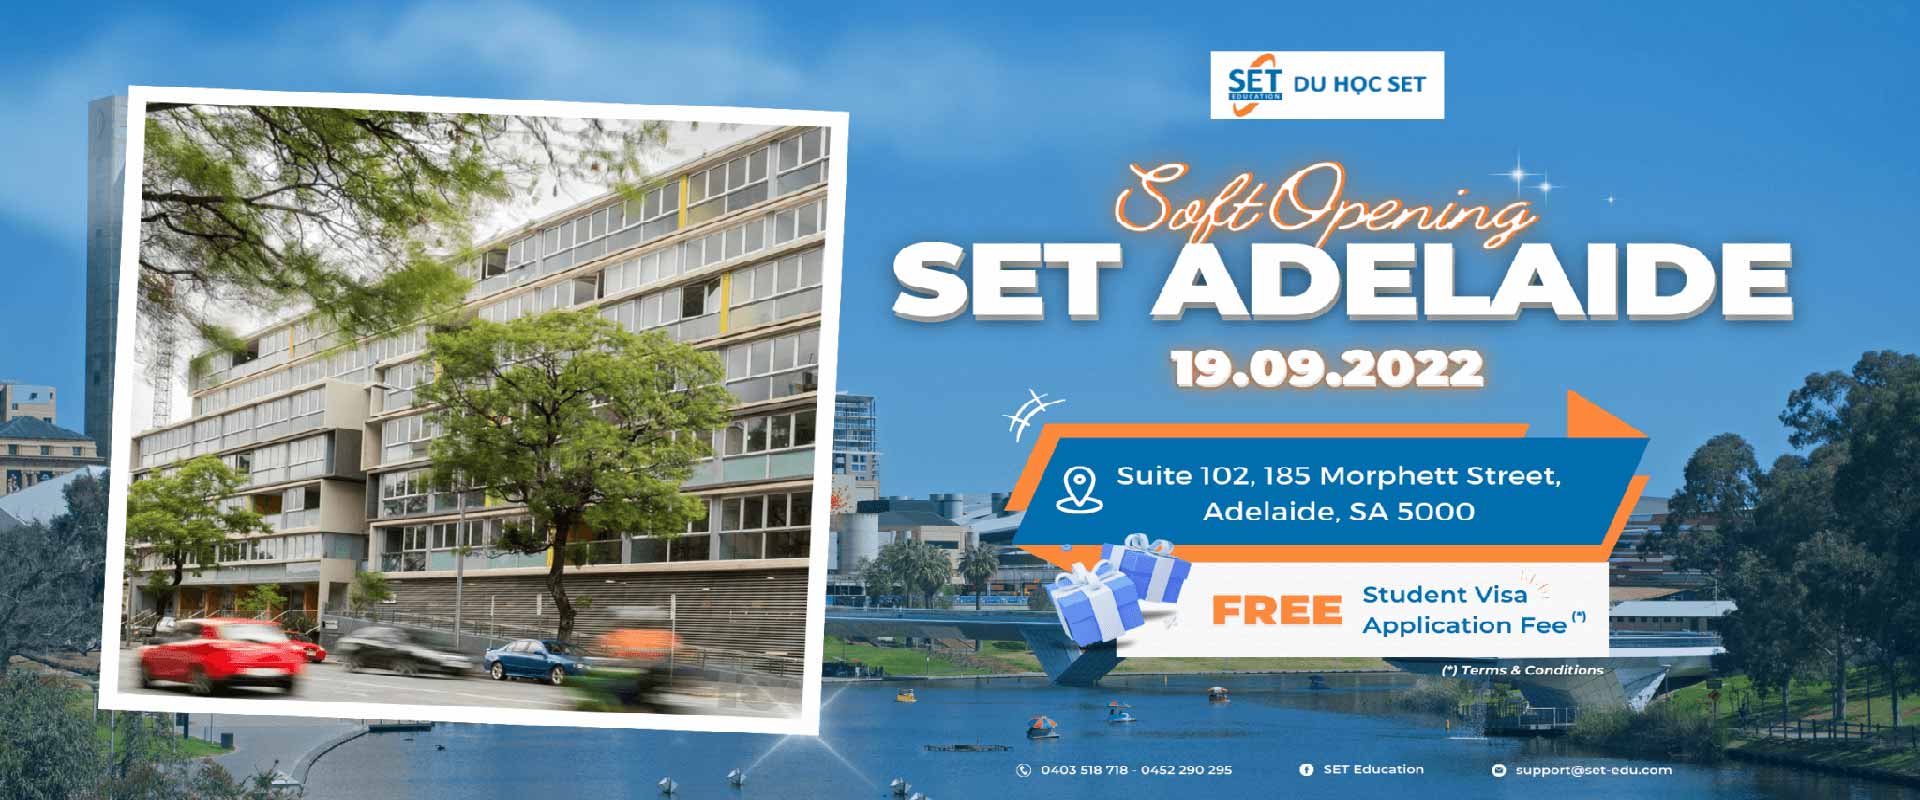 SET
EDUCATION
DU HỌC SET
Soft Opening
SET ADELAIDE
19.09.2022
Suite 102, 185 Morphett Street,
Adelaide, SA 5000
FREE
Student Visa
Application Fee (*)
(*) Terms & Conditions
0403 518 718 - 0452 290 295
SET Education
support@set-edu.com